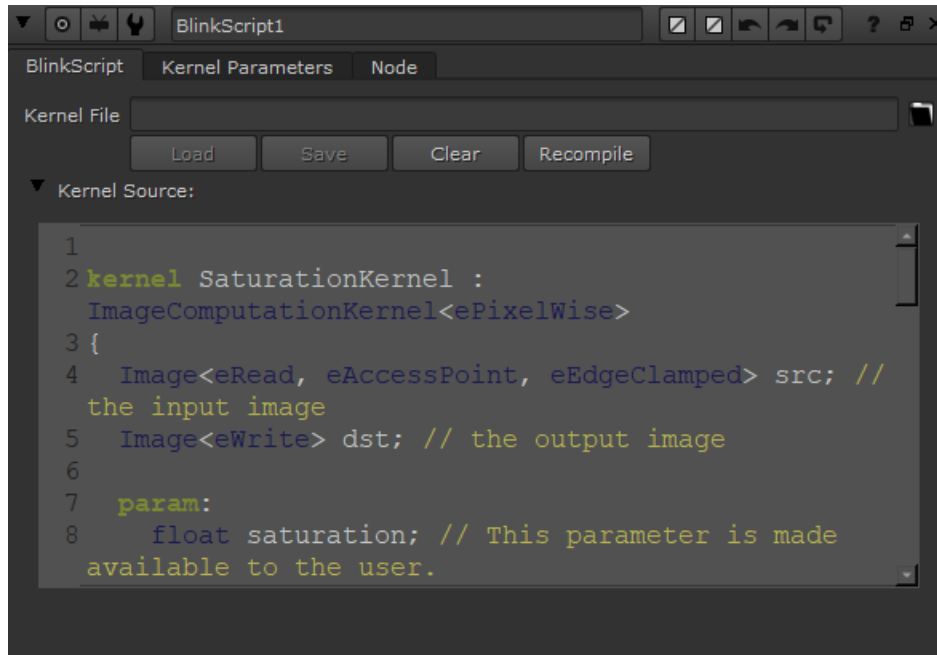 BlinkScript1 ?
BlinkScript Kernel Parameters Node
Kernel File
Load Save Clear Recompile
Kernel Source:
1
2 kernel SaturationKernel :
ImageComputationKernel<ePixelWise>
3 {
4 Image<eRead, eAccessPoint, eEdgeClamped> src; //
the input image
5 Image<eWrite> dst; // the output image
6
7 param:
8 float saturation; // This parameter is made
available to the user.